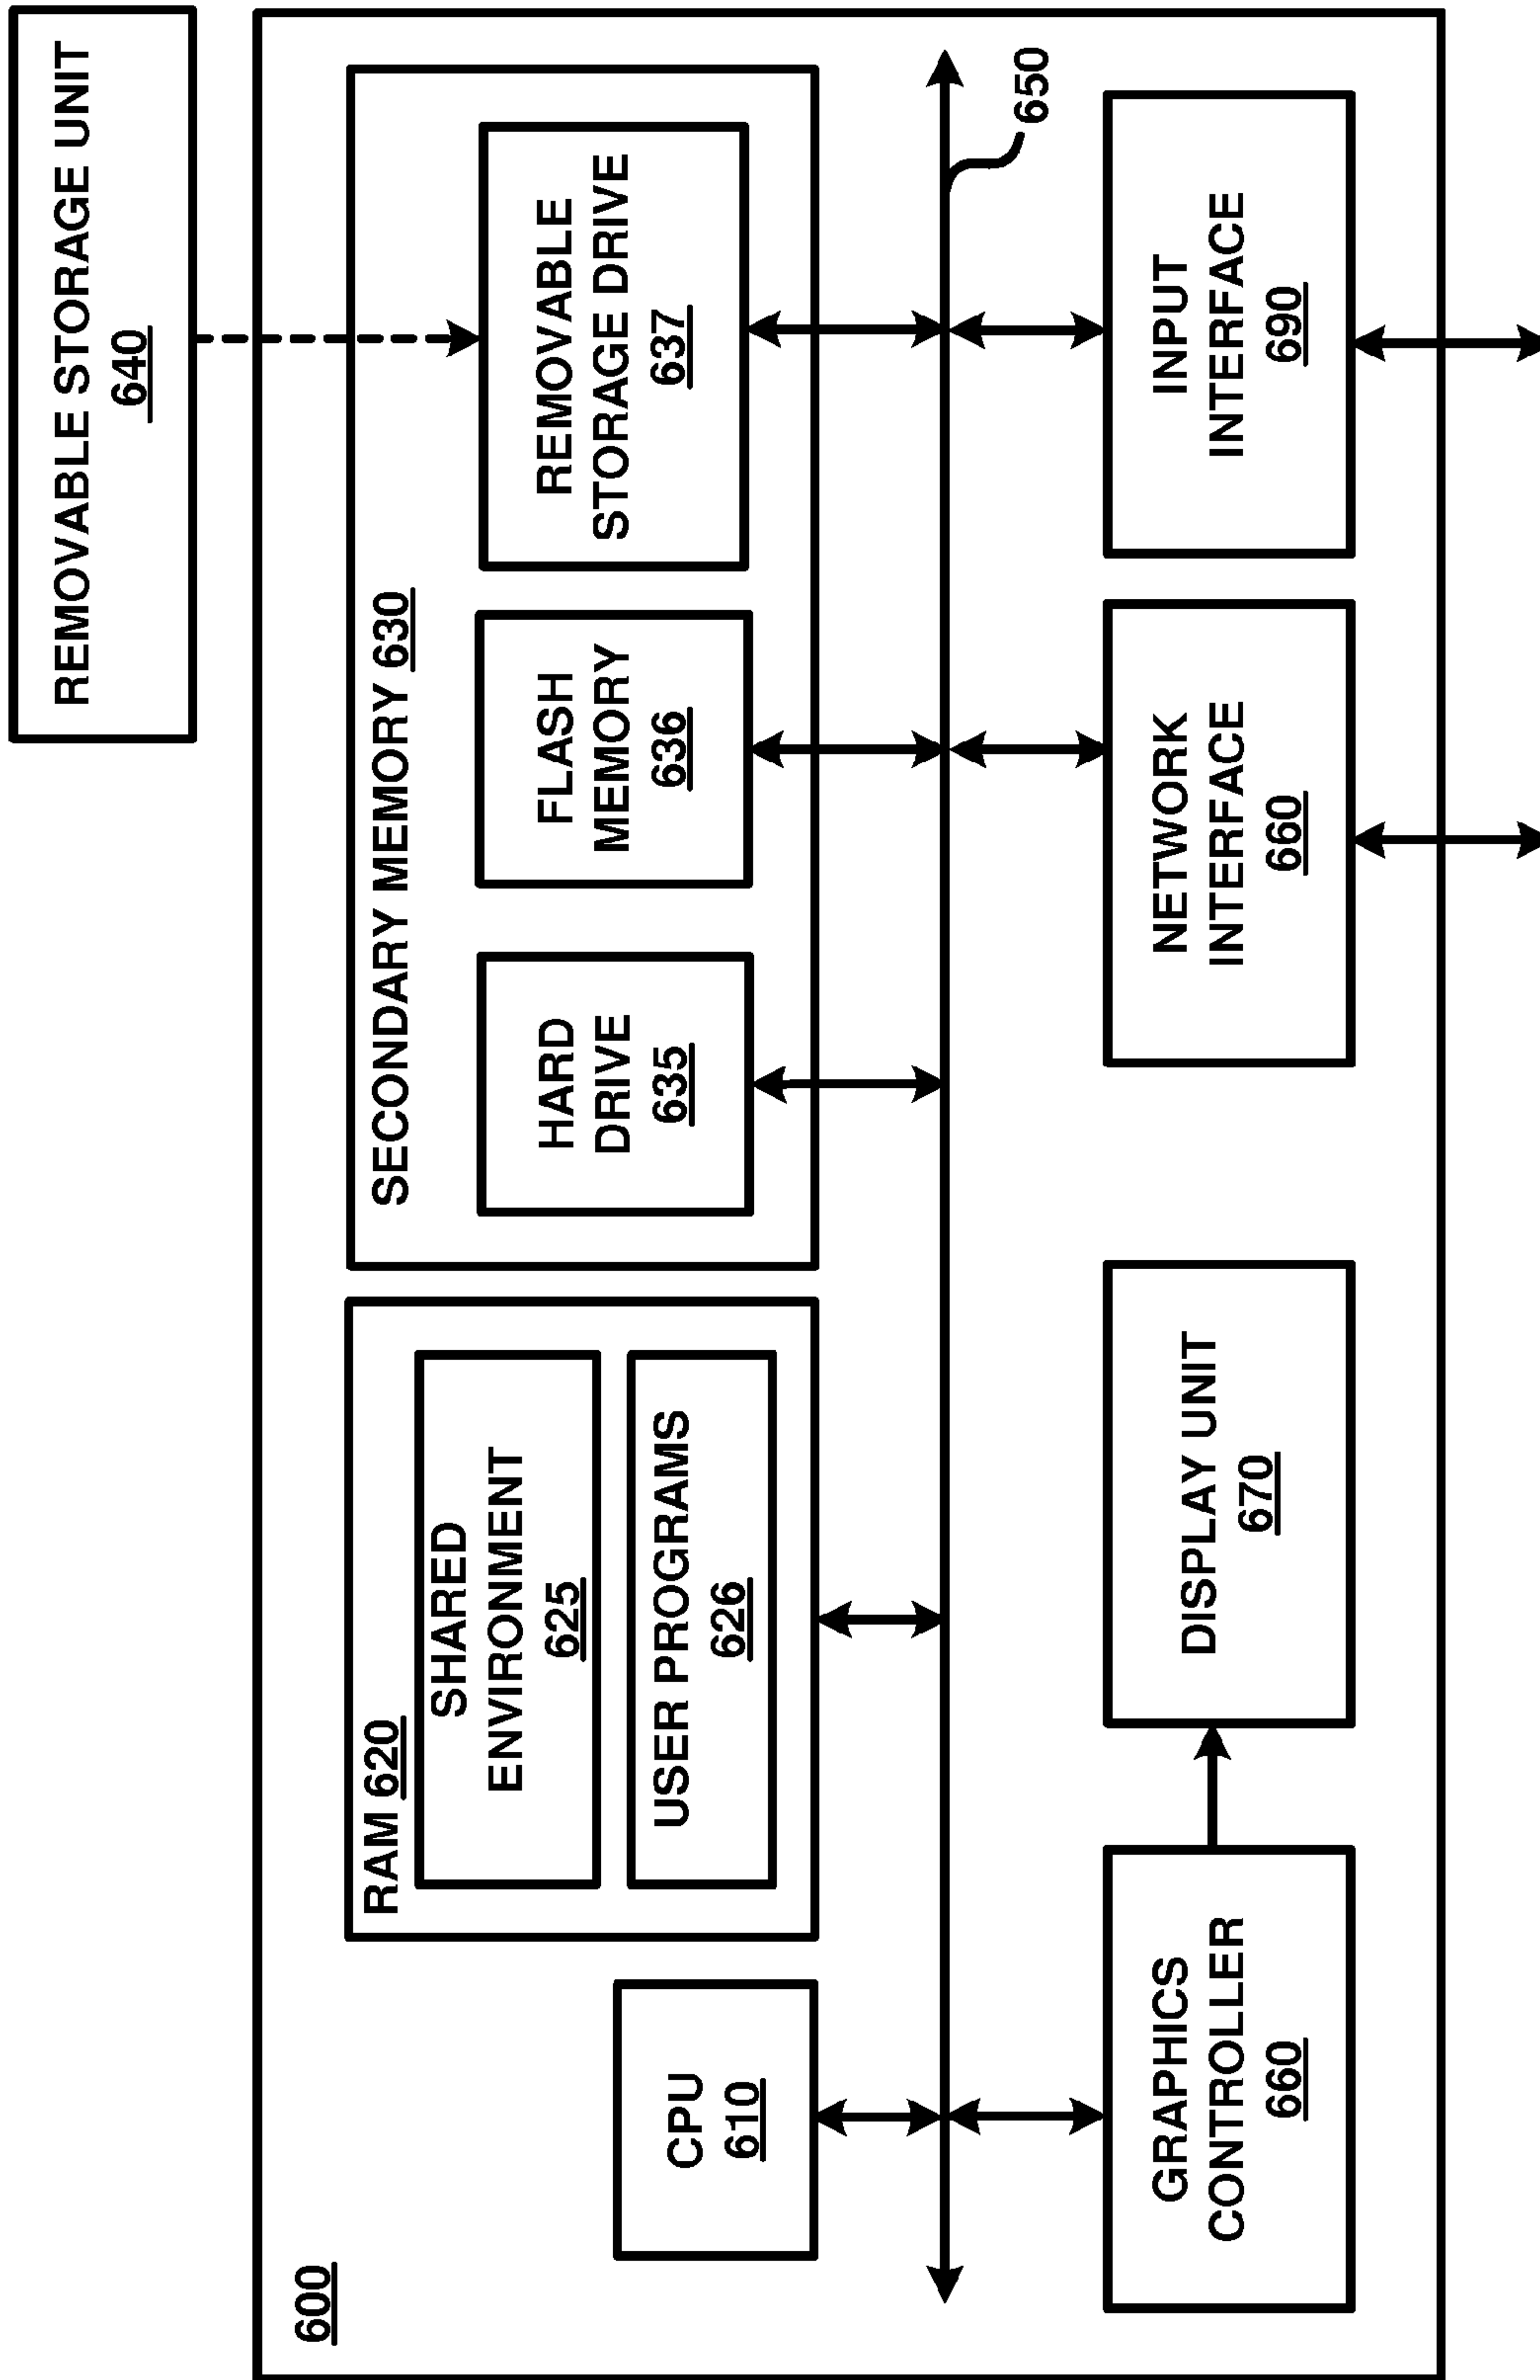 REMOVABLE STORAGE UNIT
640
600
CPU
610
RAM 620
SHARED
ENVIRONMENT
625
USER PROGRAMS
626
SECONDARY MEMORY 630
HARD
DRIVE
635
FLASH
MEMORY
636
REMOVABLE
STORAGE DRIVE
637
650
GRAPHICS
CONTROLLER
660
DISPLAY UNIT
670
NETWORK
INTERFACE
660
INPUT
INTERFACE
690